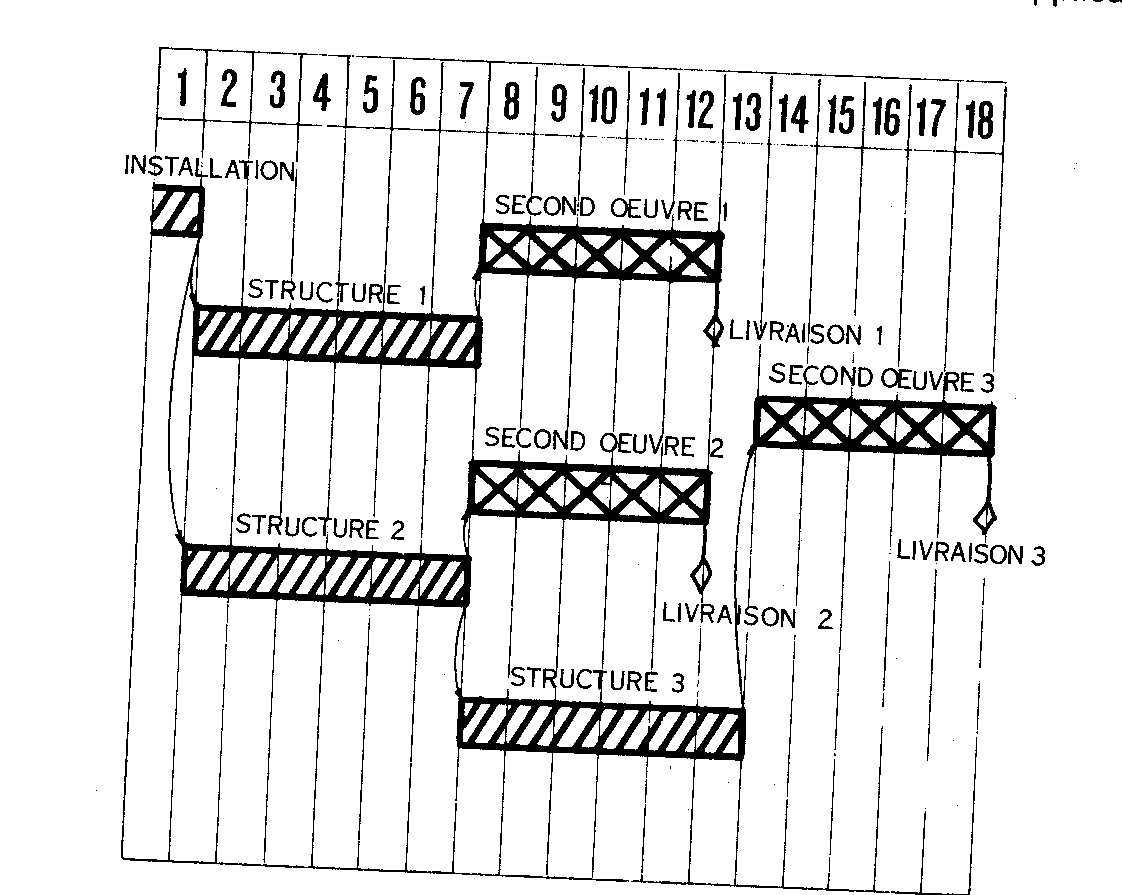 1 2 3 4 5 6 7 8 9 10 11 12 13 14 15 16 17 18
INSTALLATION
SECOND OEUVRE 1
STRUCTURE 1
LIVRAISON 1
SECOND OEUVRE 3
SECOND OEUVRE 2
STRUCTURE 2
LIVRAISON 3
LIVRAISON 2
STRUCTURE 3